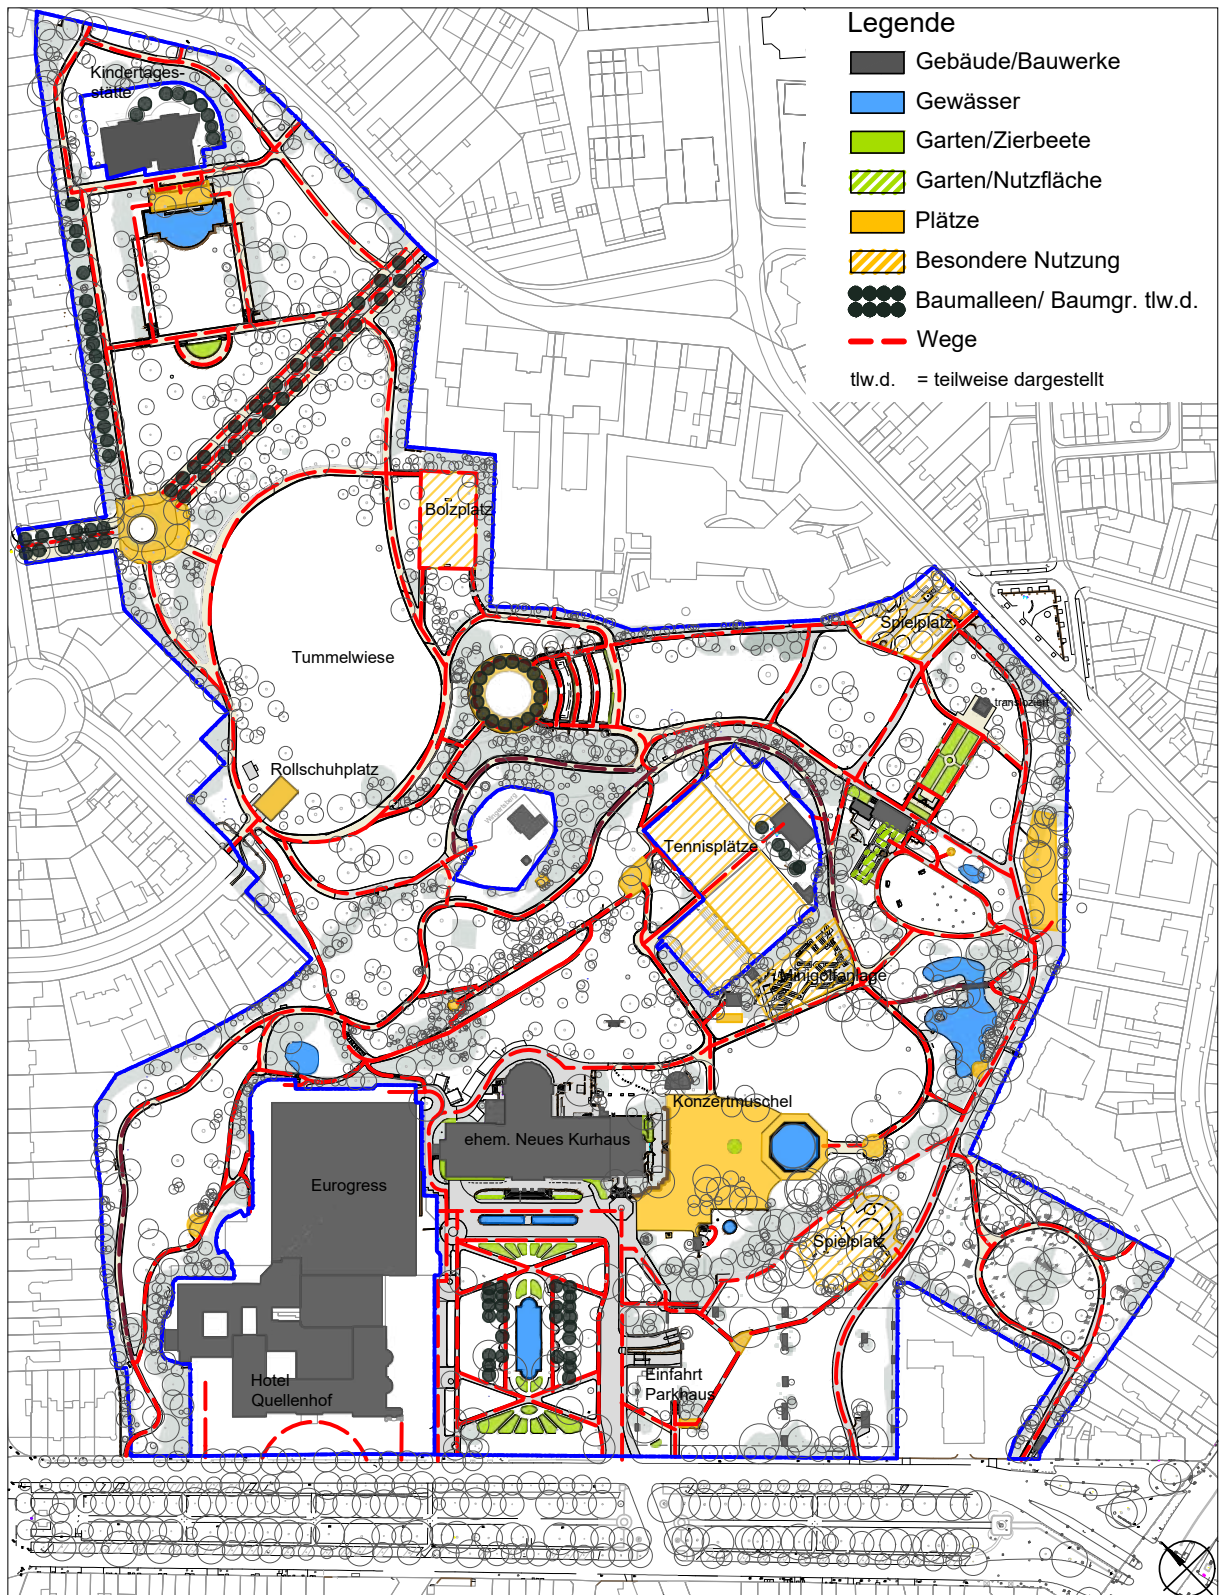 Legende
Gebäude/Bauwerke
Gewässer
Garten/Zierbeete
Garten/Nutzfläche
Plätze
Besondere Nutzung
Baumalleen/ Baumgr. tlw.d.
Wege
tlw.d. = teilweise dargestellt
Kindertages-
stätte
Bolzplatz
Spielplatz
Tummelwiese
transloziert
Rollschuhplatz
Tennisplätze
Minigolfanlage
Konzertmuschel
ehem. Neues Kurhaus
Eurogress
Spielplatz
Einfahrt
Parkhaus
Hotel
Quellenhof